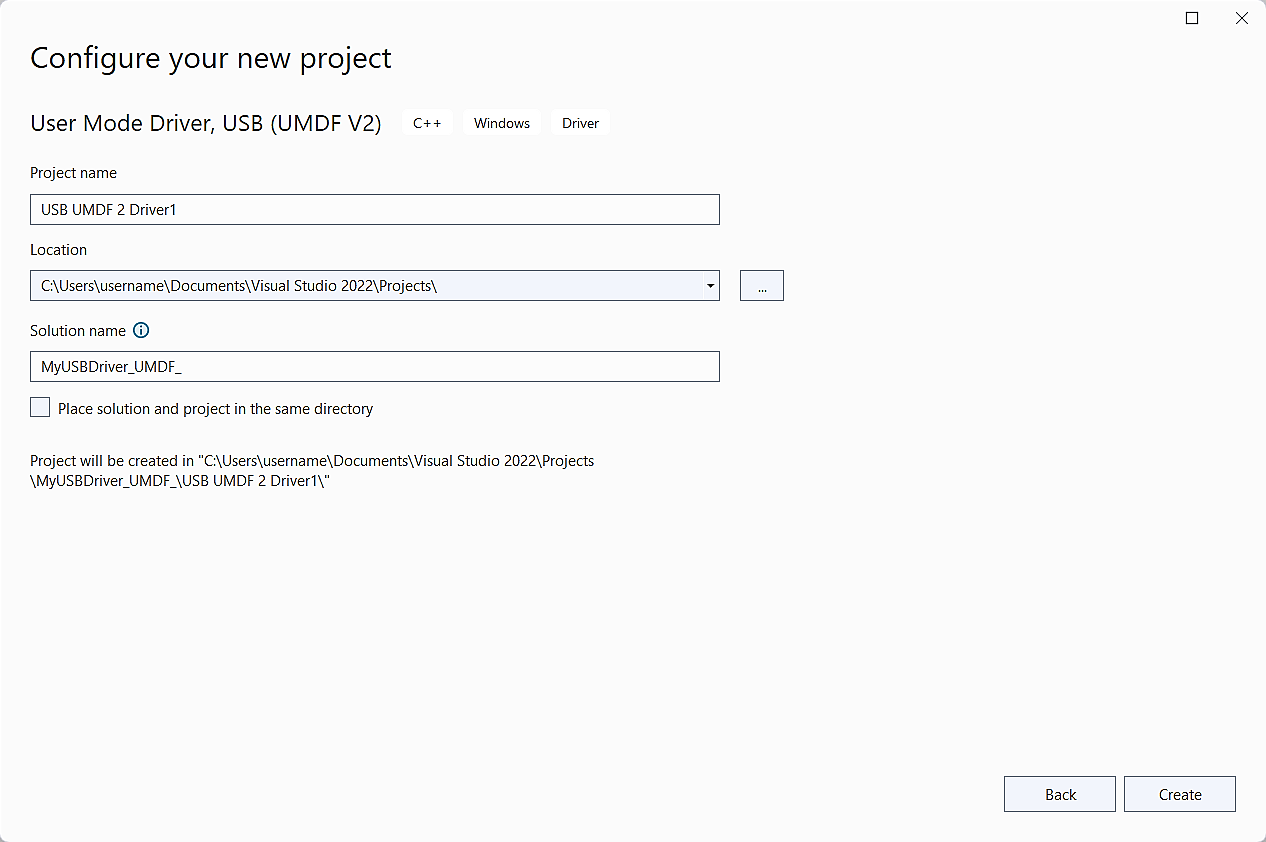 Configure your new project
User Mode Driver, USB (UMDF V2) C++ Windows Driver
Project name
USB UMDF 2 Driver1
Location
C:\Users\username\Documents\Visual Studio 2022\Projects\
...
Solution name
MyUSBDriver_UMDF_
Place solution and project in the same directory
Project will be created in "C:\Users\username\Documents\Visual Studio 2022\Projects
\MyUSBDriver_UMDF_\USB UMDF 2 Driver1\"
Back Create